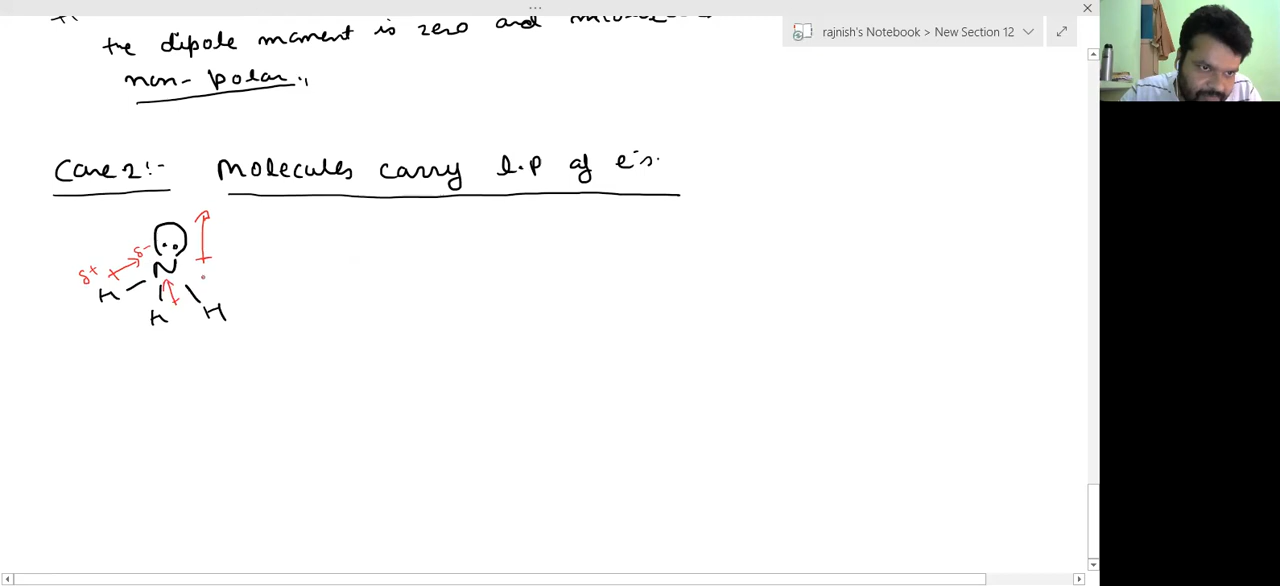 rajnish's Notebook > New Section 12
the dipole moment is zero and
non-polar.
Case 2:- Molecules carry l.p of e⁻s.
δ-
δ+
N
H
H
H